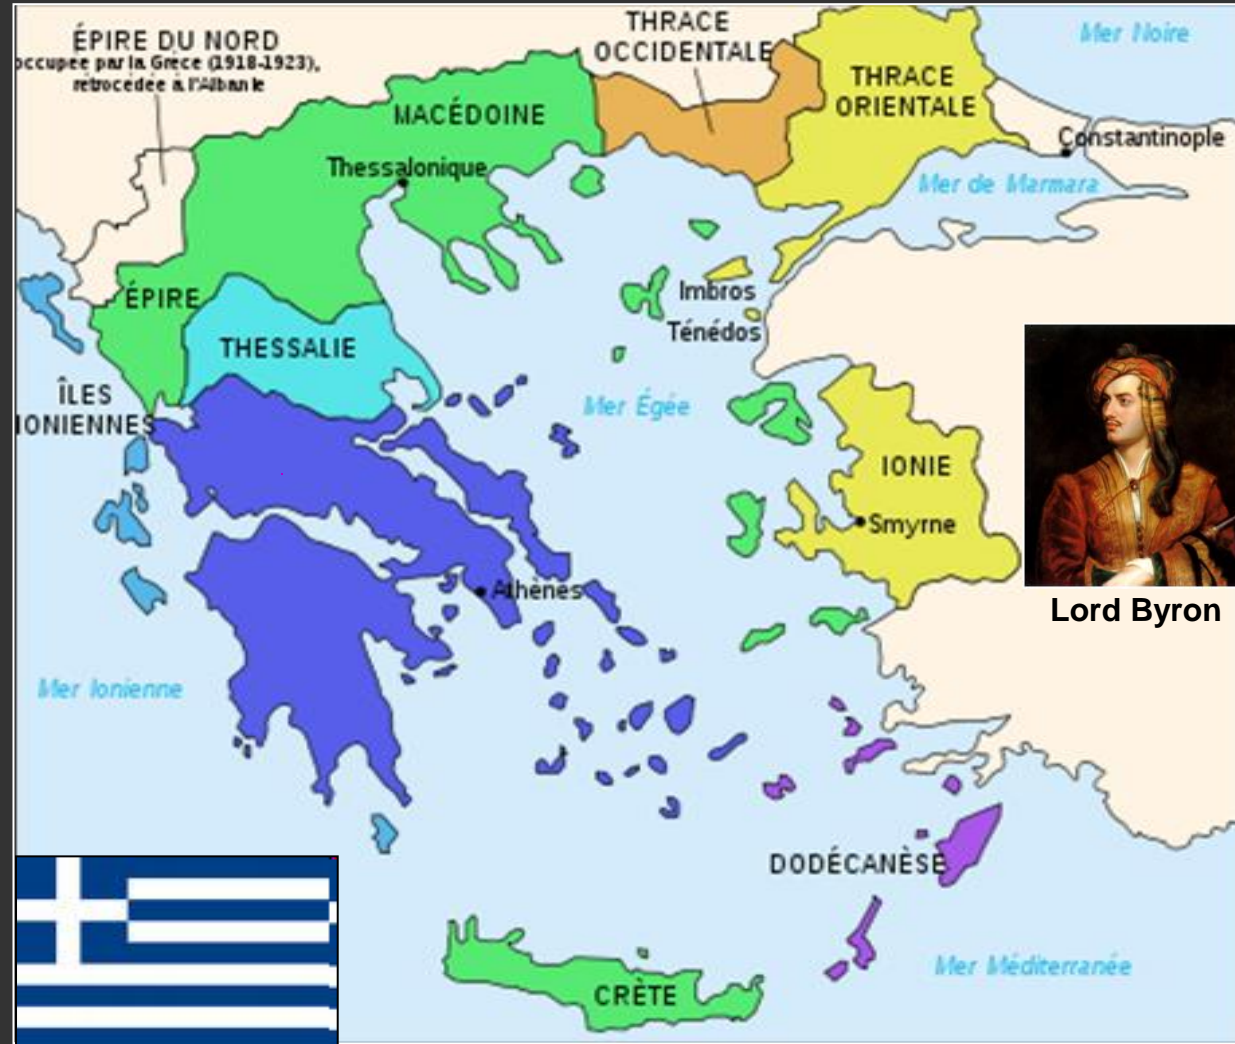 ÉPIRE DU NORD
occupée par la Grèce (1918-1923),
rétrocédée à l'Albanie
THRACE
OCCIDENTALE
Mer Noire
THRACE
ORIENTALE
MACÉDOINE
Constantinople
Thessalonique
Mer de Marmara
ÉPIRE
Imbros
Ténédos
THESSALIE
ÎLES
IONIENNES
Mer Égée
IONIE
Smyrne
Athènes
Lord Byron
Mer Ionienne
DODÉCANÈSE
Mer Méditerranée
CRÈTE